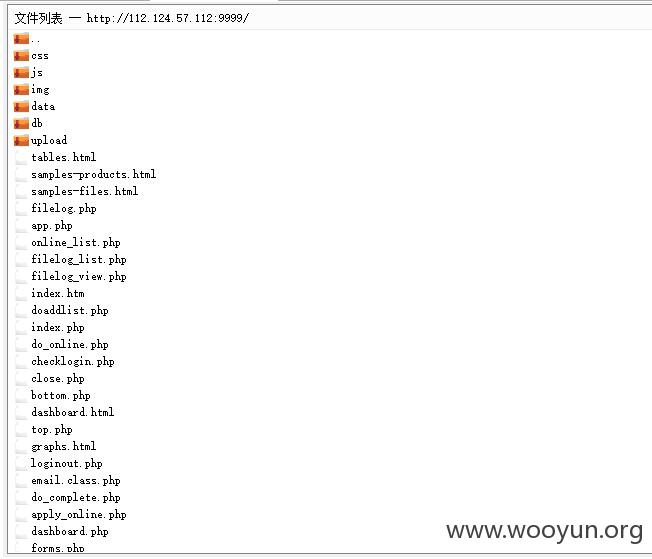 文件列表 — http://112.124.57.112:9999/
..
css
js
img
data
db
upload
tables.html
samples-products.html
samples-files.html
filelog.php
app.php
online_list.php
filelog_list.php
filelog_view.php
index.htm
doaddlist.php
index.php
do_online.php
checklogin.php
close.php
bottom.php
dashboard.html
top.php
graphs.html
loginout.php
email.class.php
do_complete.php
apply_online.php
dashboard.php
forms.php
www.wooyun.org